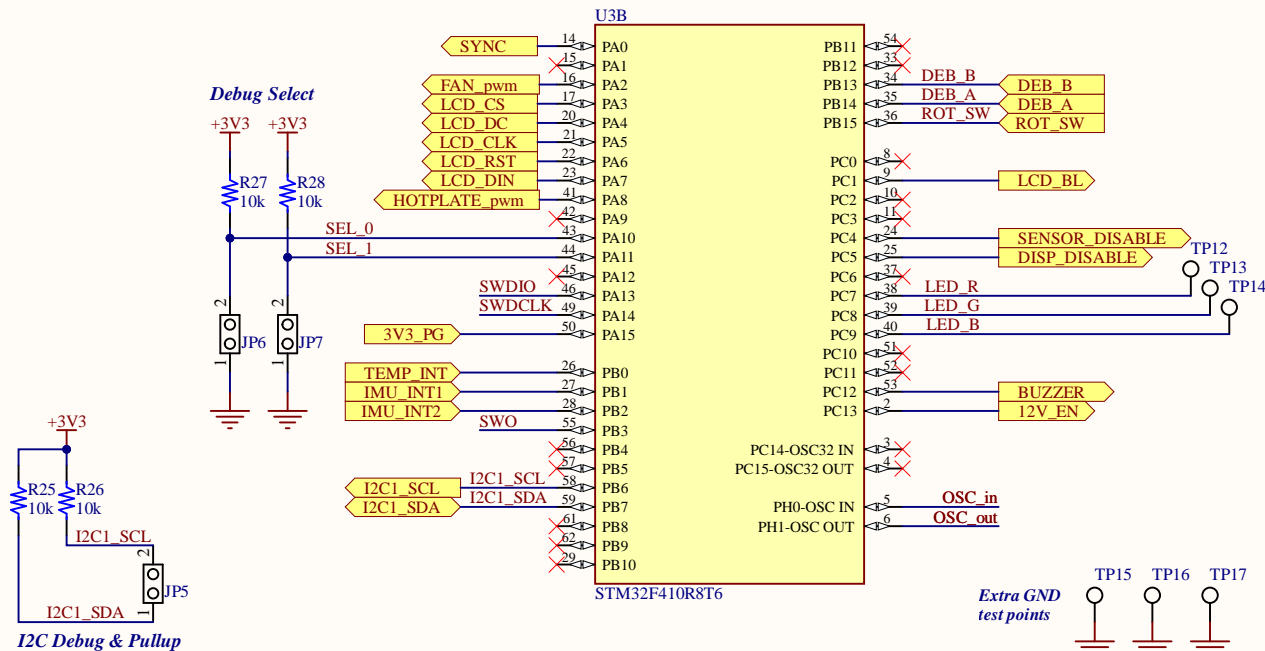 U3B
SYNC 14 PA0
15 PA1
FAN_pwm 16 PA2
LCD_CS 17 PA3
LCD_DC 20 PA4
LCD_CLK 21 PA5
LCD_RST 22 PA6
LCD_DIN 23 PA7
HOTPLATE_pwm 41 PA8
42 PA9
SEL_0 43 PA10
SEL_1 44 PA11
45 PA12
SWDIO 46 PA13
SWDCLK 49 PA14
3V3_PG 50 PA15
TEMP_INT 26 PB0
IMU_INT1 27 PB1
IMU_INT2 28 PB2
SWO 55 PB3
56 PB4
57 PB5
I2C1_SCL I2C1_SCL 58 PB6
I2C1_SDA I2C1_SDA 59 PB7
61 PB8
62 PB9
29 PB10
PB11 54
PB12 33
PB13 34 DEB_B DEB_B
PB14 35 DEB_A DEB_A
PB15 36 ROT_SW ROT_SW
PC0 8
PC1 9 LCD_BL
PC2 10
PC3 11
PC4 24 SENSOR_DISABLE
PC5 25 DISP_DISABLE
PC6 37
PC7 38 LED_R TP12
PC8 39 LED_G TP13
PC9 40 LED_B TP14
PC10 51
PC11 52
PC12 53 BUZZER
PC13 2 12V_EN
PC14-OSC32 IN 3
PC15-OSC32 OUT 4
PH0-OSC IN 5 OSC_in
PH1-OSC OUT 6 OSC_out
STM32F410R8T6
Debug Select
+3V3 +3V3
R27 R28
10k 10k
2 2
JP6 JP7
1 1
+3V3
R25 R26
10k 10k
I2C1_SCL
2
JP5
1
I2C1_SDA
I2C Debug & Pullup
Extra GND
test points
TP15 TP16 TP17